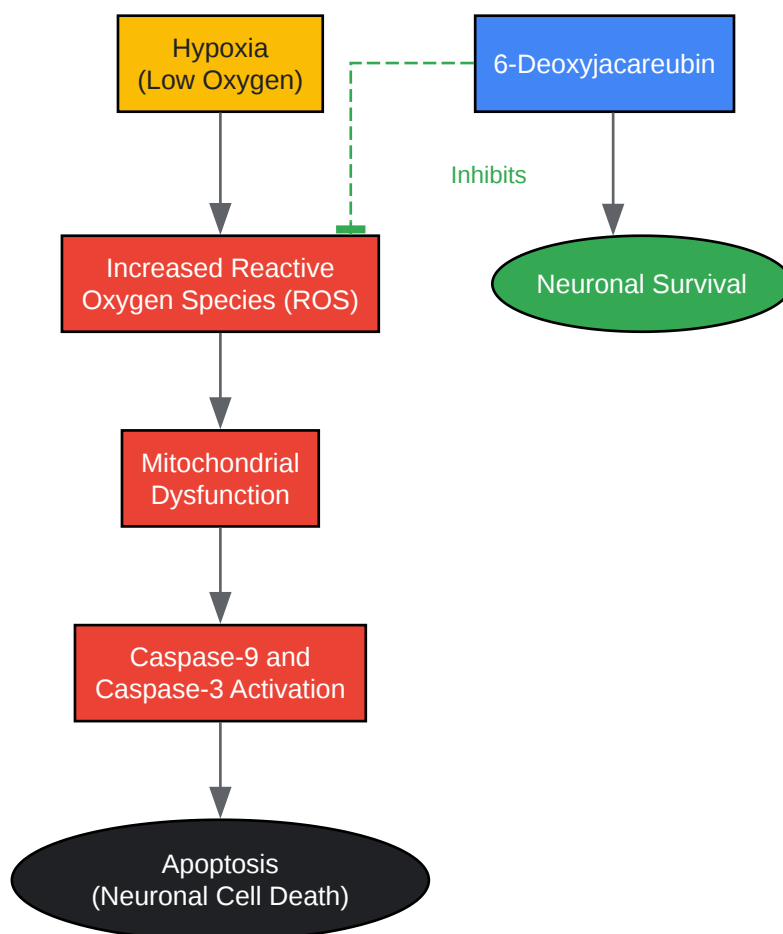 Hypoxia
(Low Oxygen)
6-Deoxyjacareubin
Inhibits
Increased Reactive
Oxygen Species (ROS)
Neuronal Survival
Mitochondrial
Dysfunction
Caspase-9 and
Caspase-3 Activation
Apoptosis
(Neuronal Cell Death)